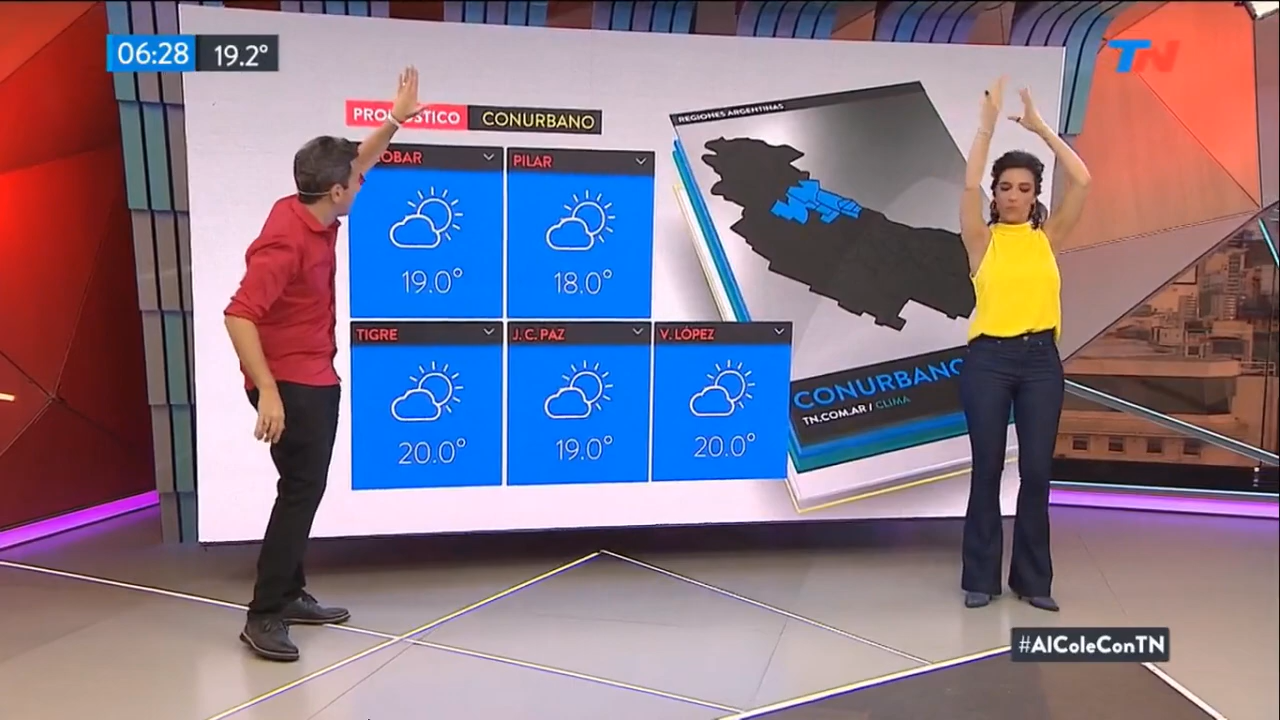 06:28 19.2°
TN
PRONÓSTICO CONURBANO
REGIONES ARGENTINAS
PILAR
19.0°
18.0°
TIGRE
J. C. PAZ
V. LÓPEZ
20.0°
19.0°
20.0°
CONURBANO
TN.COM.AR / CLIMA
#AlColeConTN